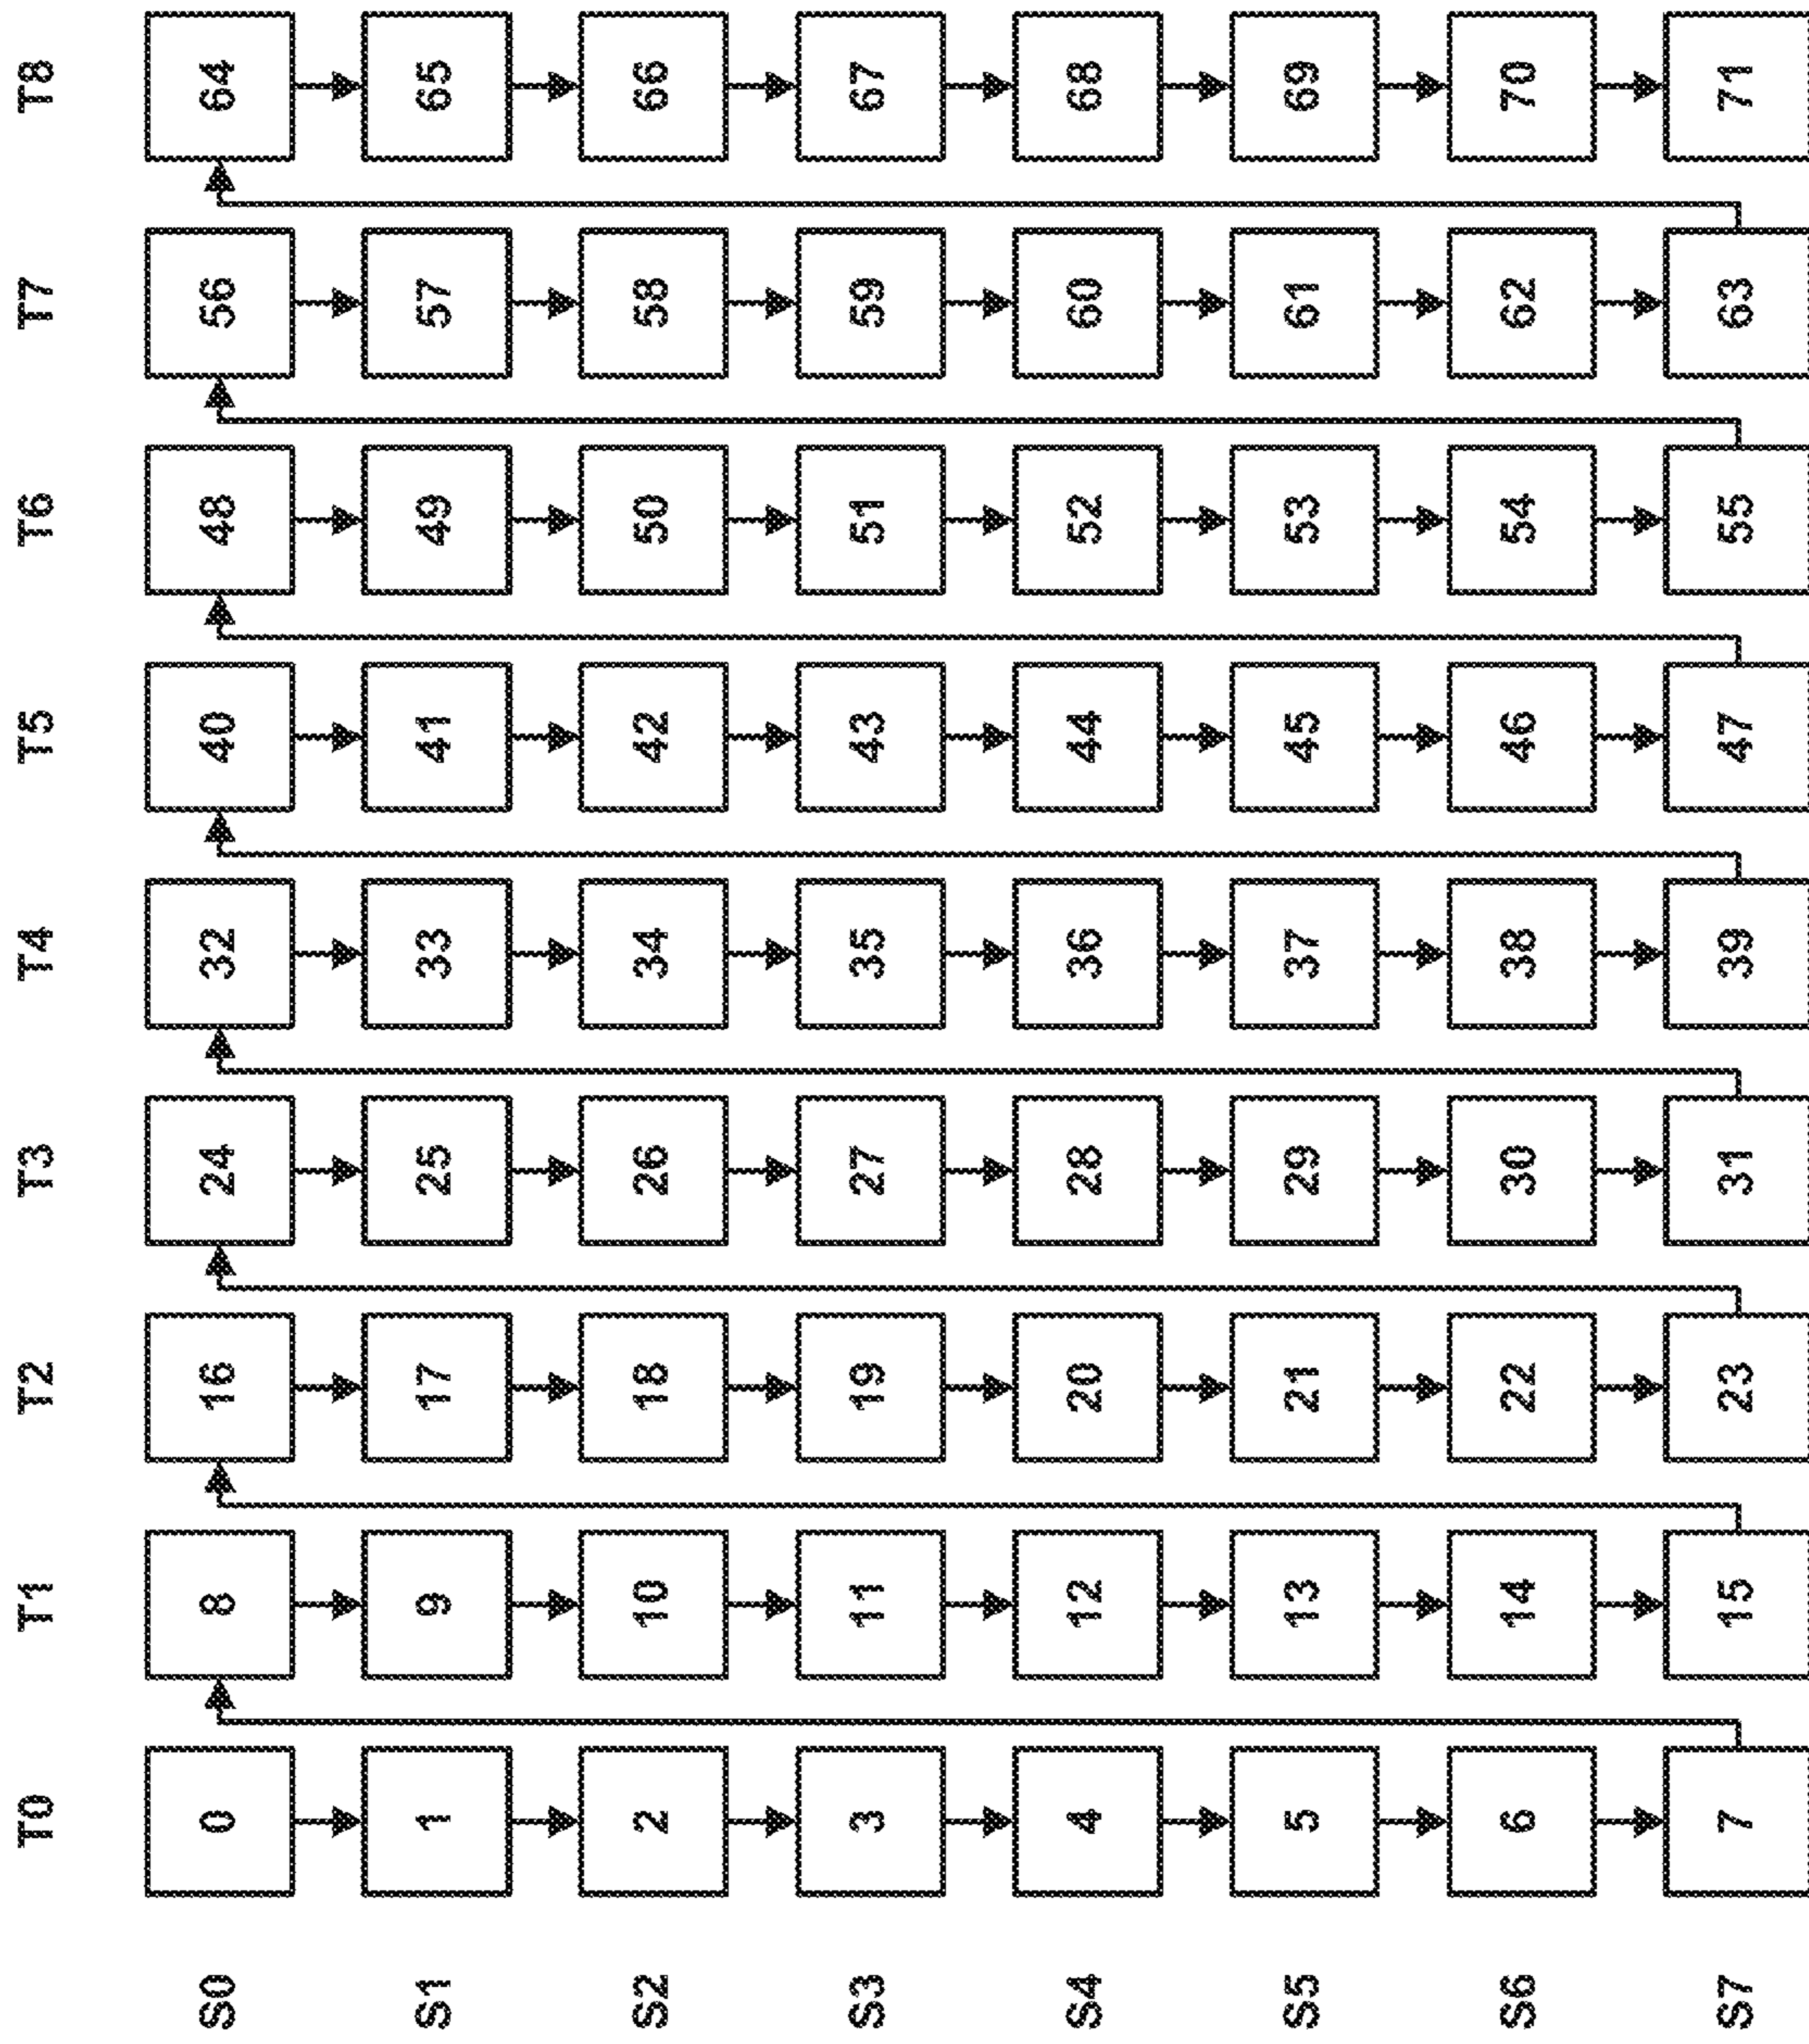 T0 T1 T2 T3 T4 T5 T6 T7 T8
S0 0 8 16 24 32 40 48 56 64
S1 1 9 17 25 33 41 49 57 65
S2 2 10 18 26 34 42 50 58 66
S3 3 11 19 27 35 43 51 59 67
S4 4 12 20 28 36 44 52 60 68
S5 5 13 21 29 37 45 53 61 69
S6 6 14 22 30 38 46 54 62 70
S7 7 15 23 31 39 47 55 63 71